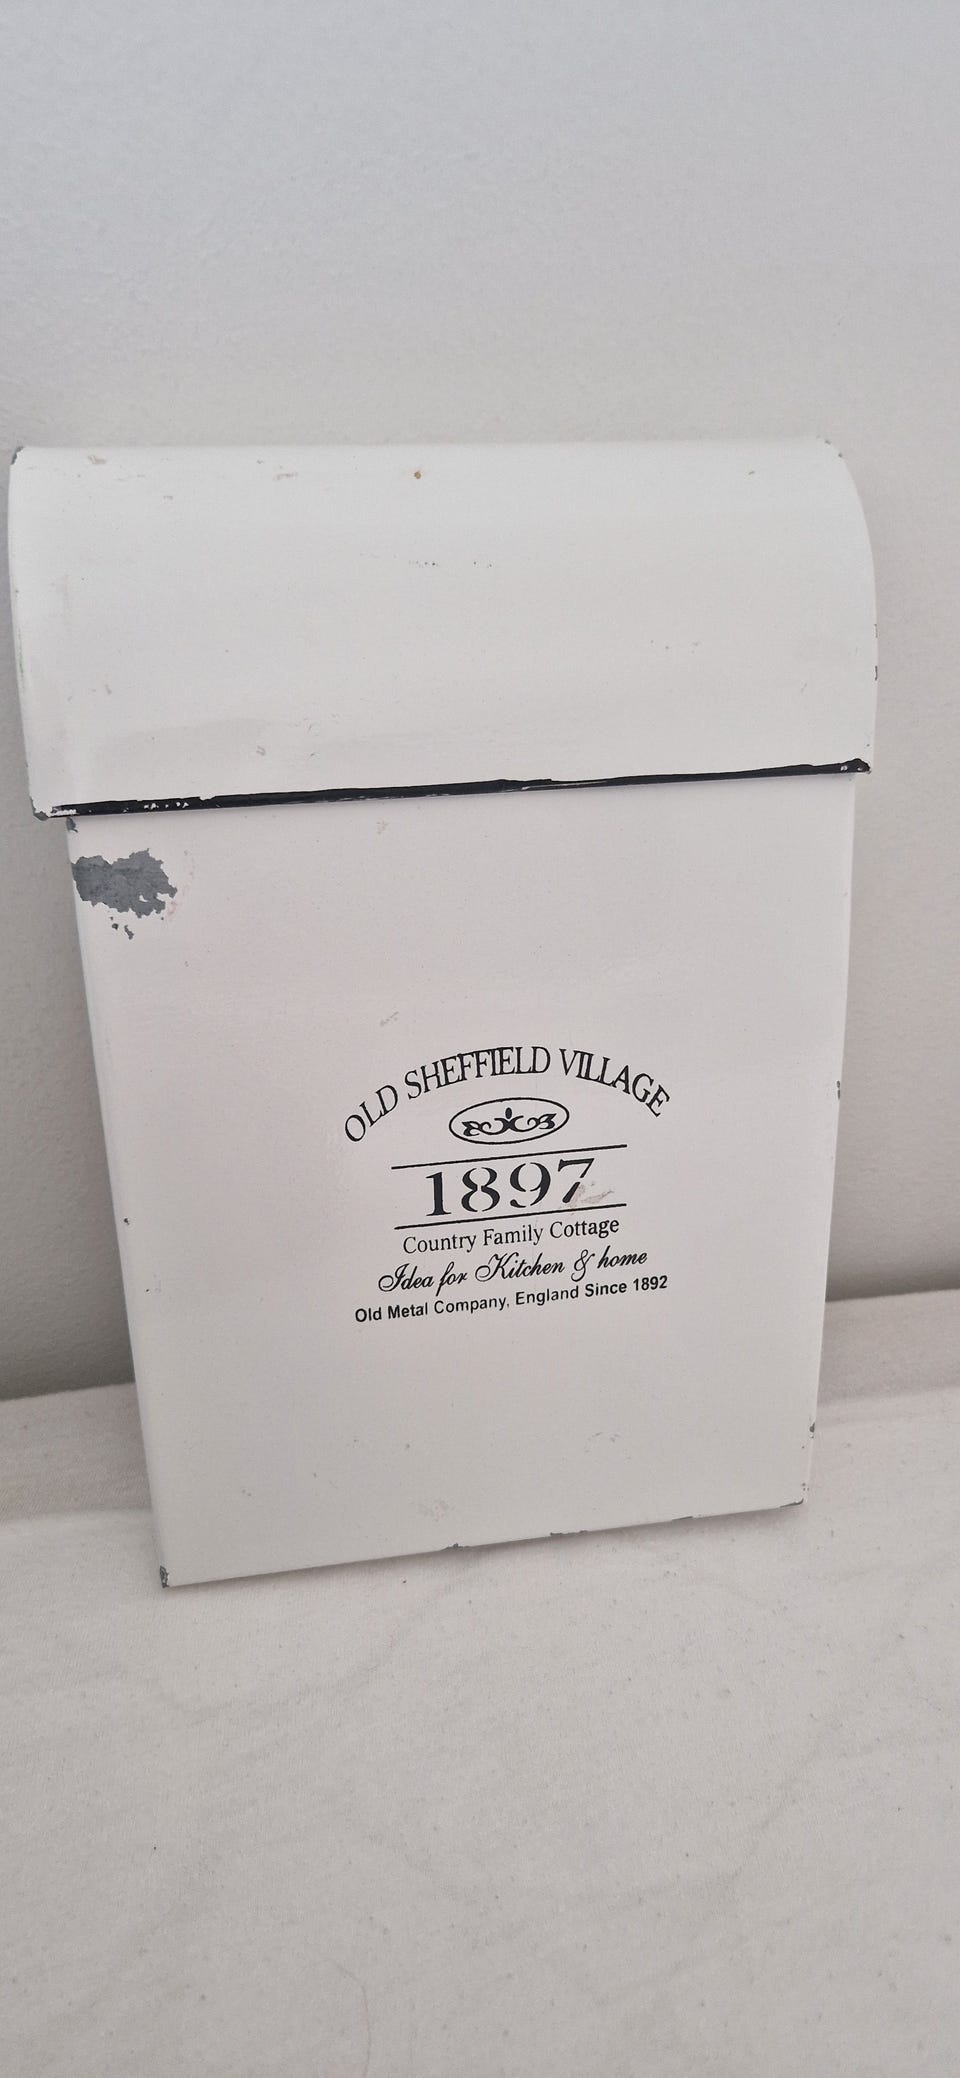 OLD SHEFFIELD VILLAGE
1897
Country Family Cottage
Idea for Kitchen & home
Old Metal Company, England Since 1892